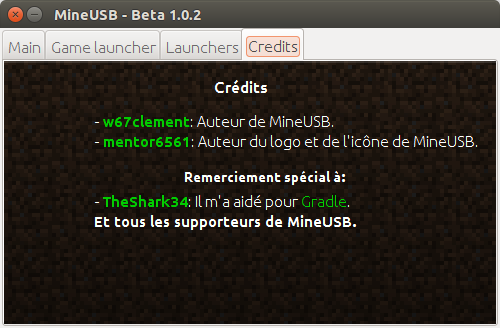 MineUSB - Beta 1.0.2
Main Game launcher Launchers Credits
Crédits
- w67clement: Auteur de MineUSB.
- mentor6561: Auteur du logo et de l'icône de MineUSB.
Remerciement spécial à:
- TheShark34: Il m'a aidé pour Gradle.
Et tous les supporteurs de MineUSB.